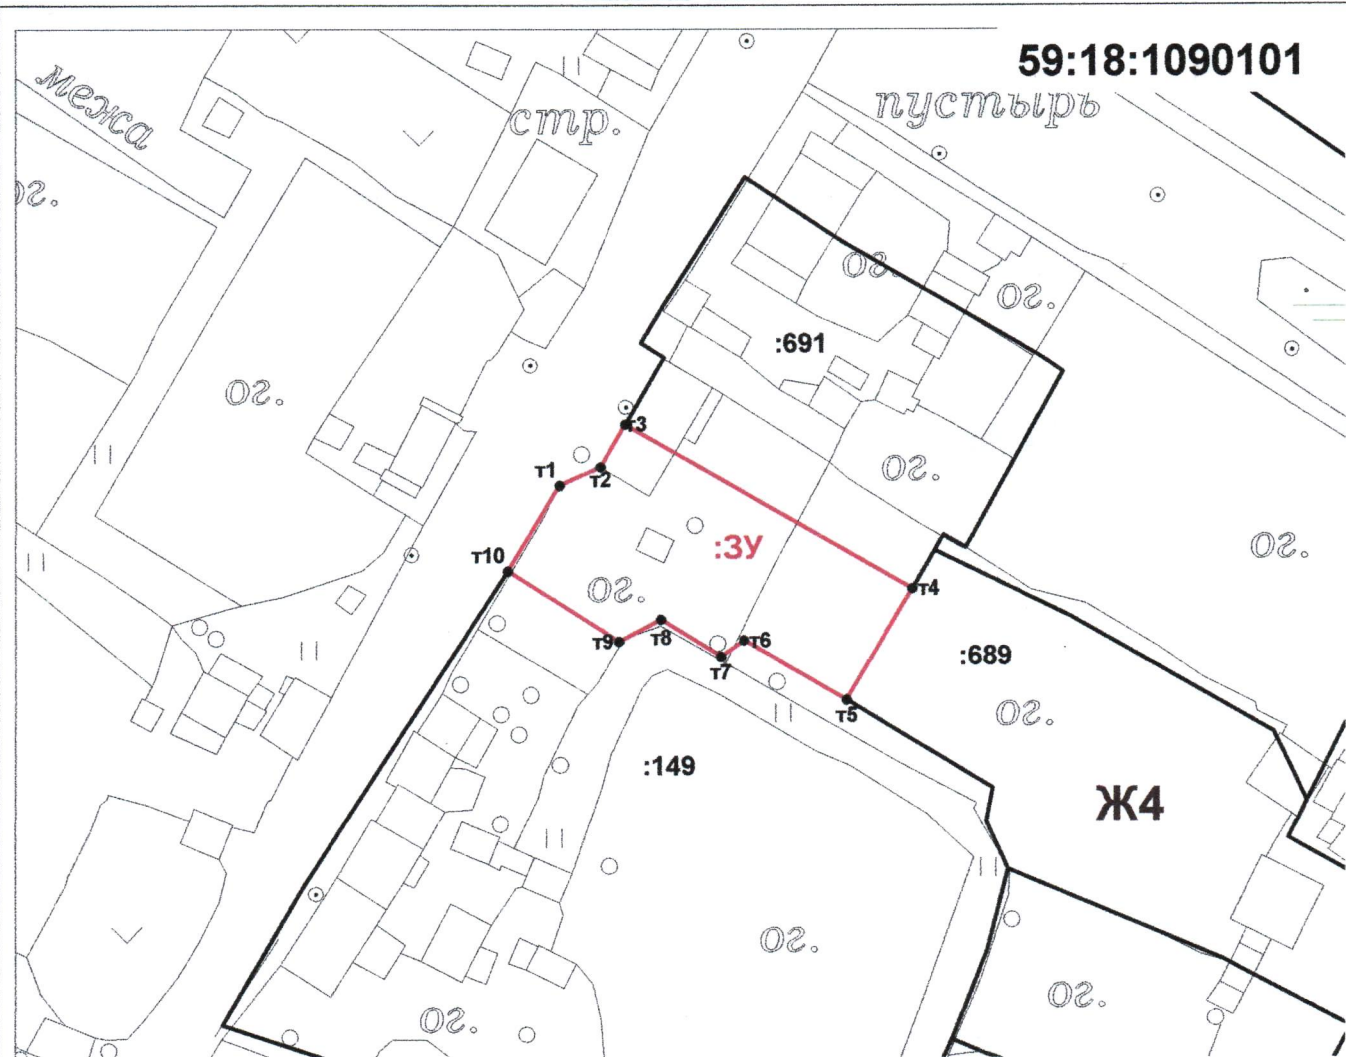 59:18:1090101
межа
стр.
пустырь
ог.
ог.
ог.
:691
ог.
т3
ог.
т1
т2
:ЗУ
ог.
т10
ог.
т4
т9
т8
т7
т6
:689
т5
ог.
:149
Ж4
ог.
ог.
ог.